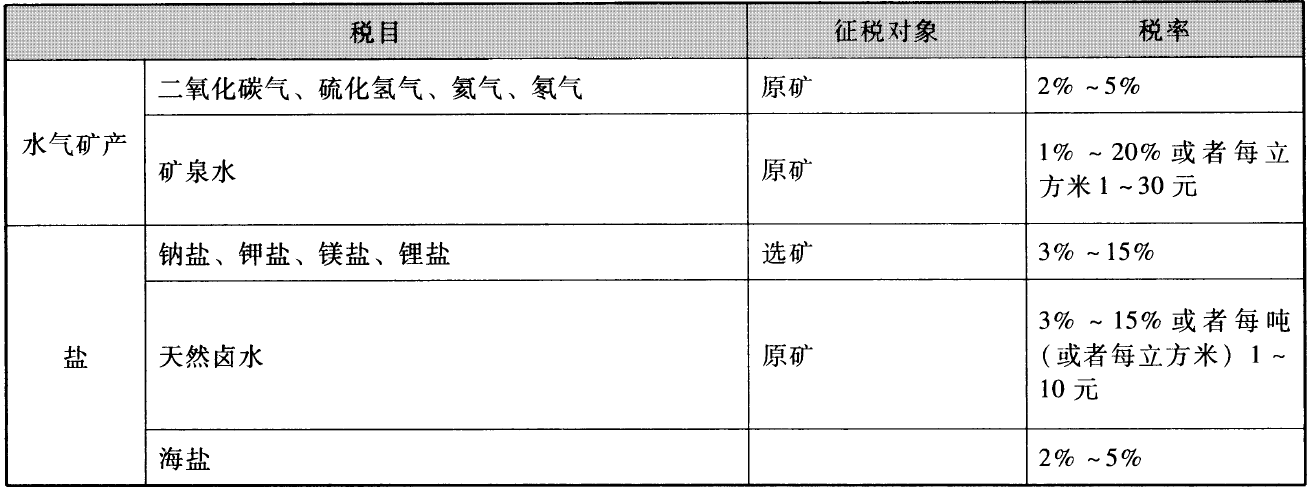 税目 征税对象 税率
二氧化碳气、硫化氢气、氦气、氡气 原矿 2% ~5%
水气矿产
矿泉水 原矿 1% ~20%或者每立
方米1~30元
钠盐、钾盐、镁盐、锂盐 选矿 3% ~15%
盐
天然卤水 原矿 3% ~15%或者每吨
(或者每立方米) 1~
10元
海盐 2% ~5%